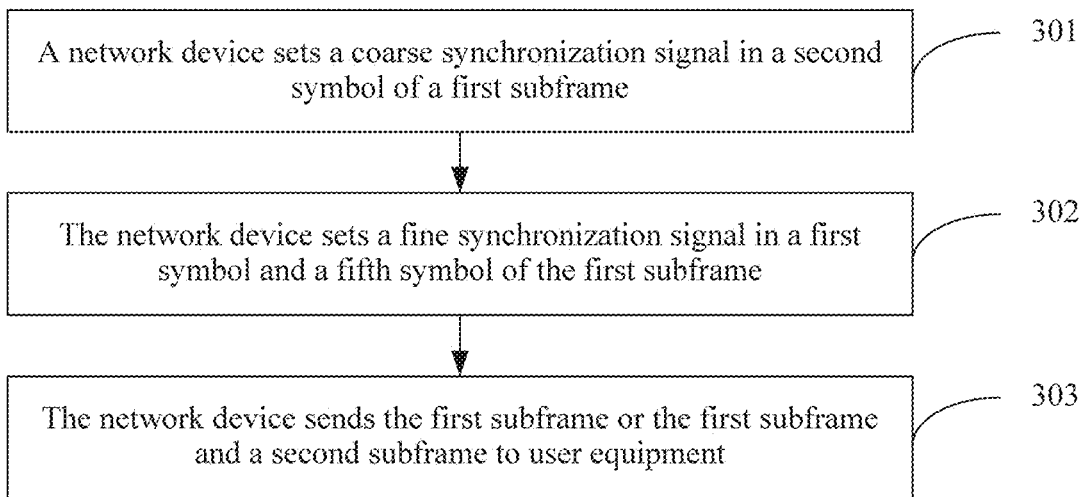 A network device sets a coarse synchronization signal in a second
symbol of a first subframe
301
The network device sets a fine synchronization signal in a first
symbol and a fifth symbol of the first subframe
302
The network device sends the first subframe or the first subframe
and a second subframe to user equipment
303